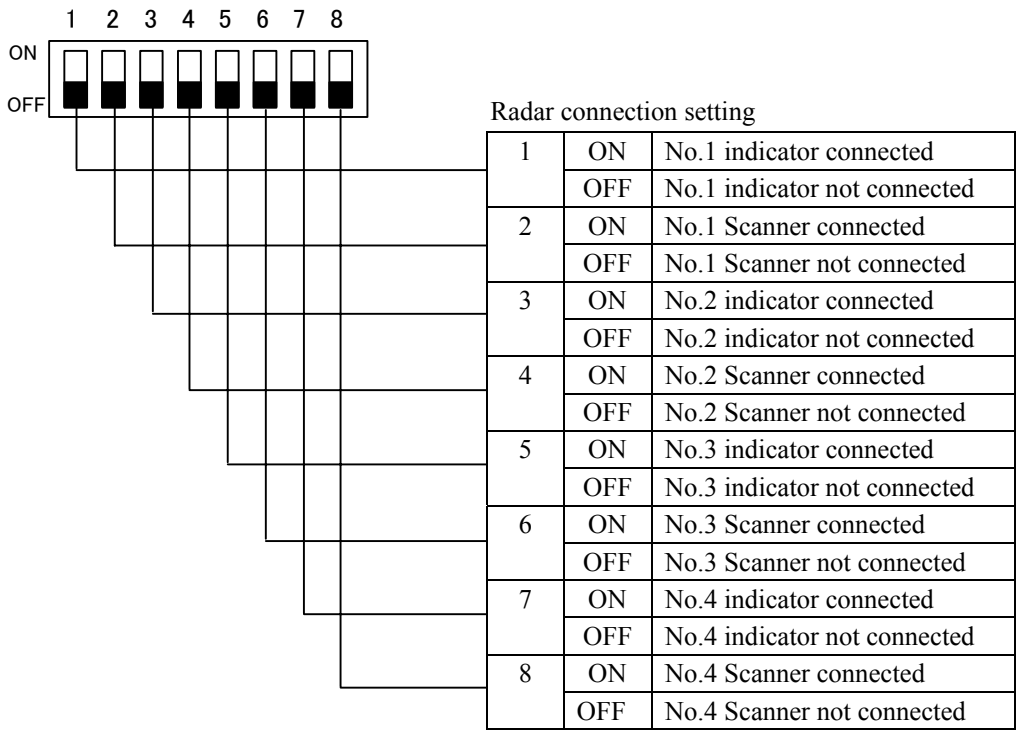 1 2 3 4 5 6 7 8
ON
OFF
Radar connection setting
1 ON No.1 indicator connected
OFF No.1 indicator not connected
2 ON No.1 Scanner connected
OFF No.1 Scanner not connected
3 ON No.2 indicator connected
OFF No.2 indicator not connected
4 ON No.2 Scanner connected
OFF No.2 Scanner not connected
5 ON No.3 indicator connected
OFF No.3 indicator not connected
6 ON No.3 Scanner connected
OFF No.3 Scanner not connected
7 ON No.4 indicator connected
OFF No.4 indicator not connected
8 ON No.4 Scanner connected
OFF No.4 Scanner not connected